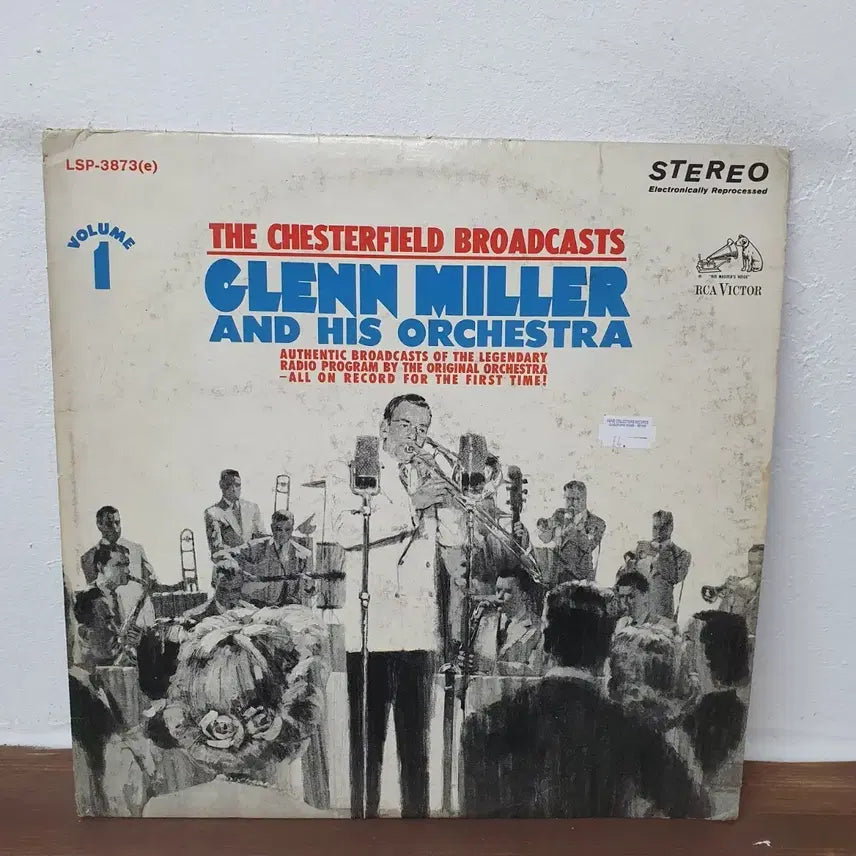 LSP-3873(e)
STEREO
Electronically Reprocessed
VOLUME
1
THE CHESTERFIELD BROADCASTS
GLENN MILLER
AND HIS ORCHESTRA
"HIS MASTER'S VOICE"
RCA VICTOR
AUTHENTIC BROADCASTS OF THE LEGENDARY
RADIO PROGRAM BY THE ORIGINAL ORCHESTRA
—ALL ON RECORD FOR THE FIRST TIME!